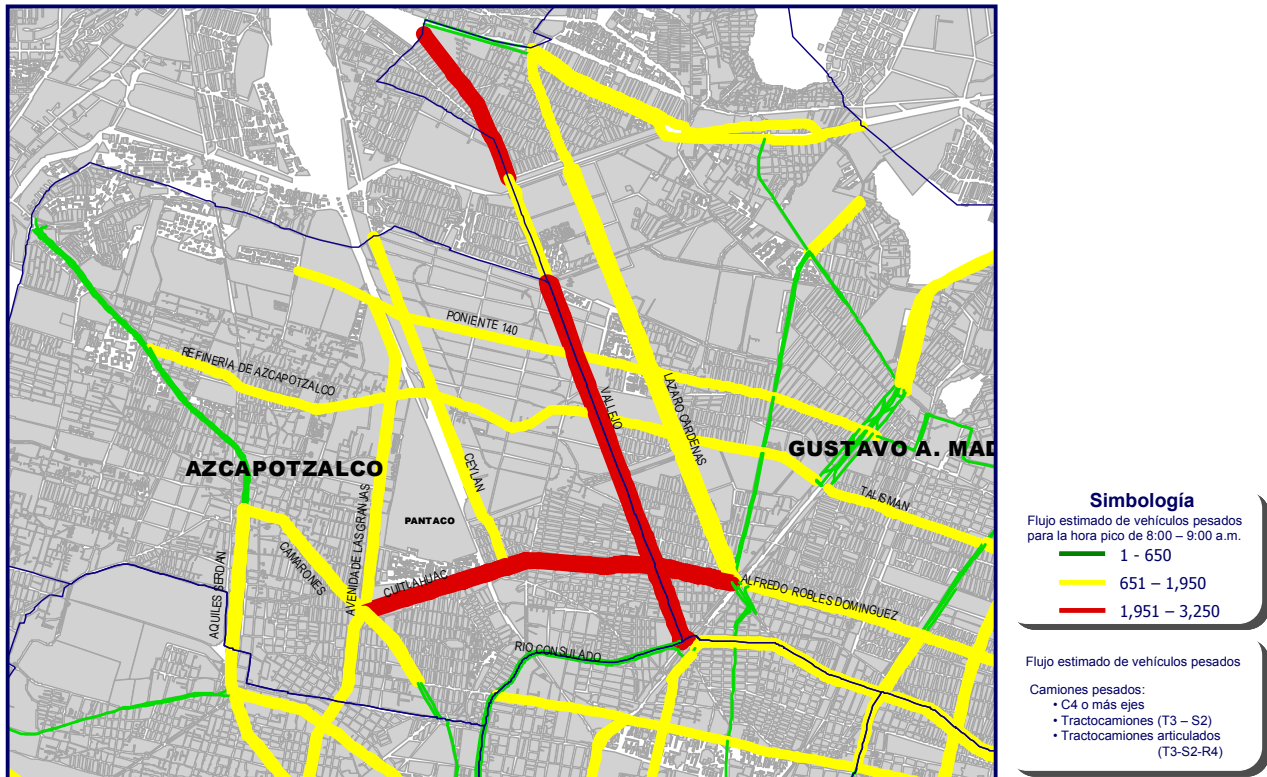 PONIENTE 140
REFINERIA DE AZCAPOTZALCO
VALLEJO
LAZARO CARDENAS
GUSTAVO A. MAD
AZCAPOTZALCO
CEYLAN
TALISMAN
AVENIDA DE LAS GRANJAS
PANTACO
CAMARONES
AQUILES SERDAN
CUITLAHUAC
ALFREDO ROBLES DOMINGUEZ
RIO CONSULADO
Simbología
Flujo estimado de vehículos pesados
para la hora pico de 8:00 – 9:00 a.m.
1 - 650
651 – 1,950
1,951 – 3,250
Flujo estimado de vehículos pesados
Camiones pesados:
• C4 o más ejes
• Tractocamiones (T3 – S2)
• Tractocamiones articulados
(T3-S2-R4)